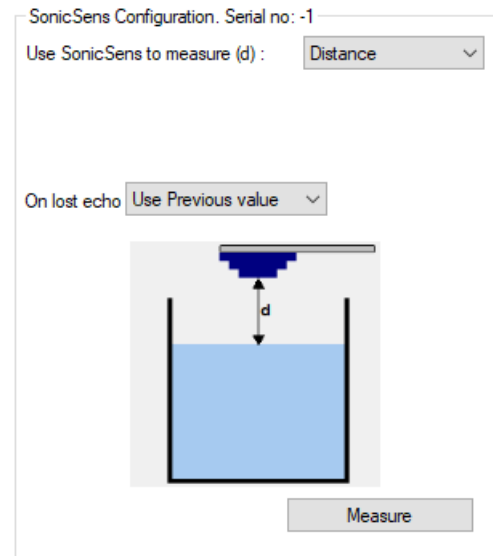 SonicSens Configuration. Serial no: -1
Use SonicSens to measure (d) : Distance
On lost echo Use Previous value
d
Measure